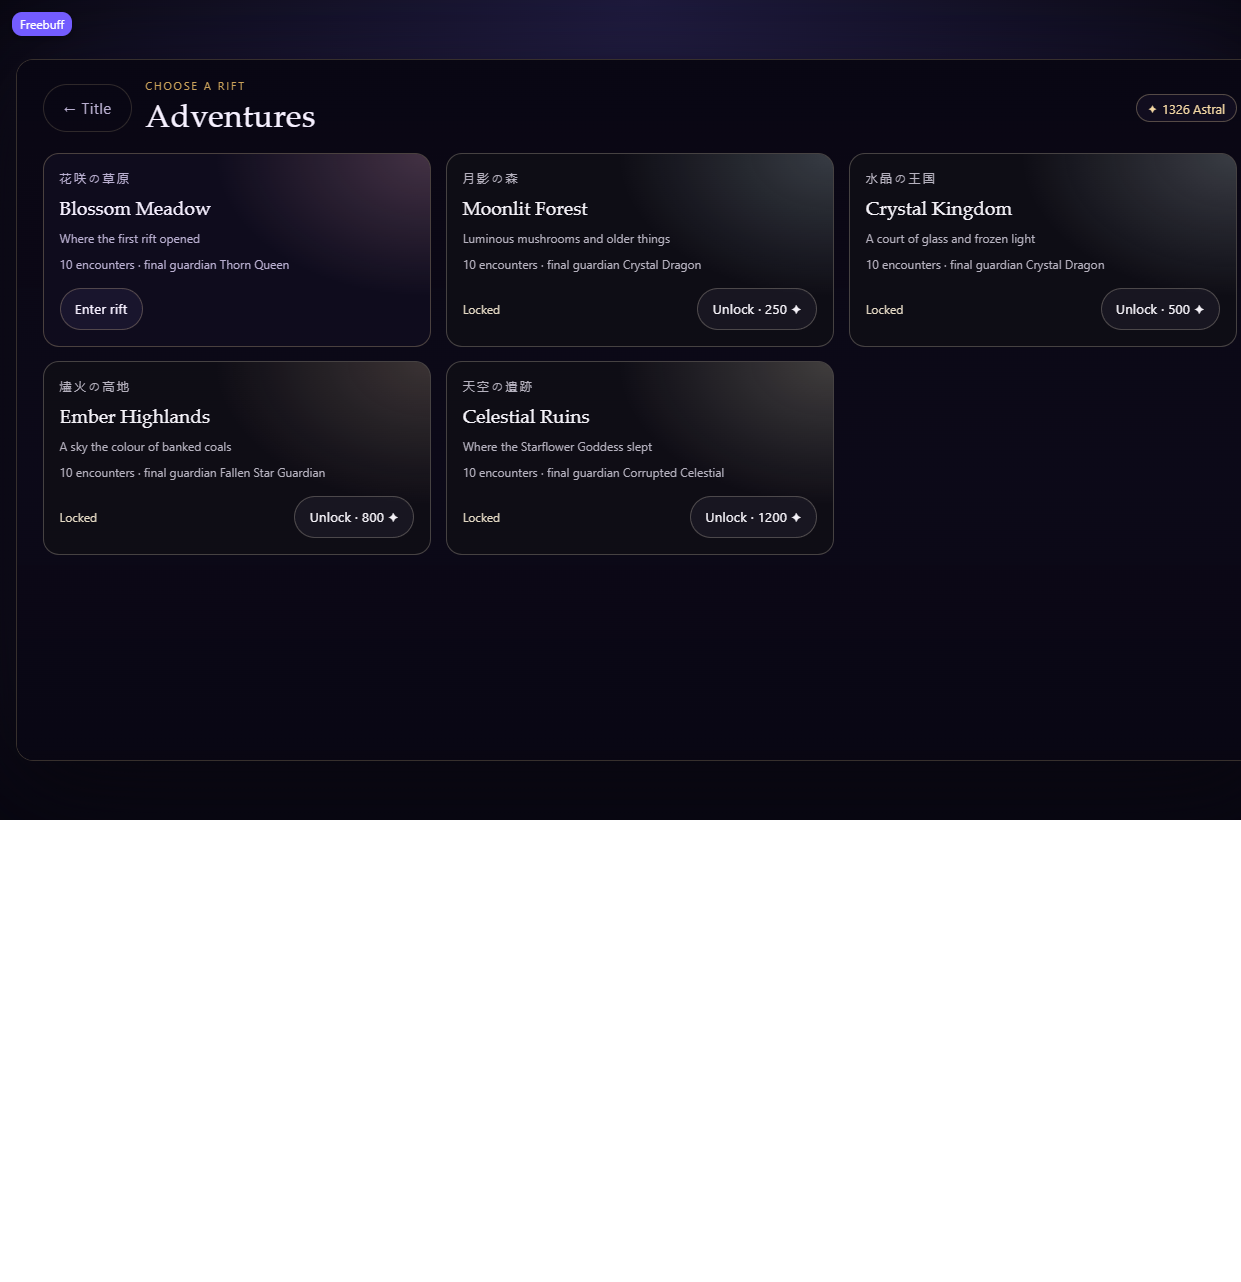 Freebuff
← Title
CHOOSE A RIFT
Adventures
✦ 1326 Astral
花咲の草原
Blossom Meadow
Where the first rift opened
10 encounters · final guardian Thorn Queen
Enter rift
月影の森
Moonlit Forest
Luminous mushrooms and older things
10 encounters · final guardian Crystal Dragon
Locked
Unlock · 250 ✦
水晶の王国
Crystal Kingdom
A court of glass and frozen light
10 encounters · final guardian Crystal Dragon
Locked
Unlock · 500 ✦
燼火の高地
Ember Highlands
A sky the colour of banked coals
10 encounters · final guardian Fallen Star Guardian
Locked
Unlock · 800 ✦
天空の遺跡
Celestial Ruins
Where the Starflower Goddess slept
10 encounters · final guardian Corrupted Celestial
Locked
Unlock · 1200 ✦